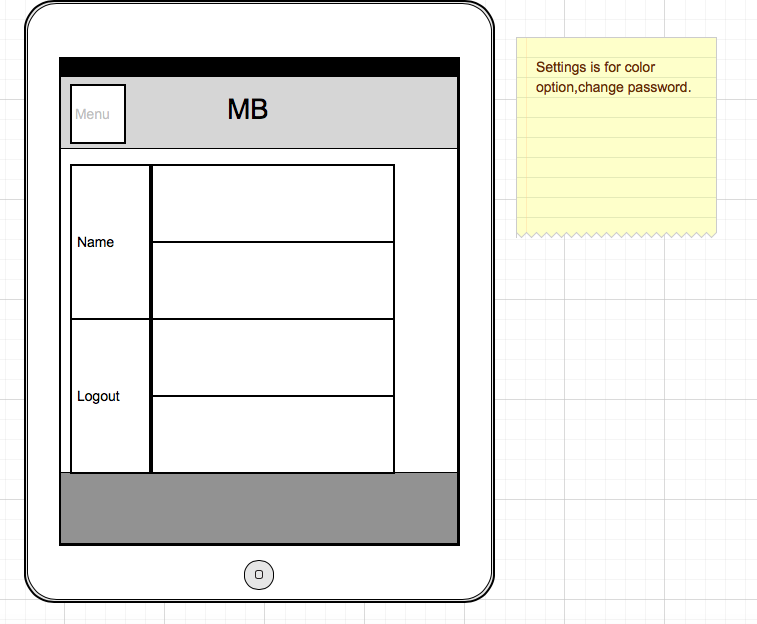 Menu
MB
Name
Logout
Settings is for color
option,change password.